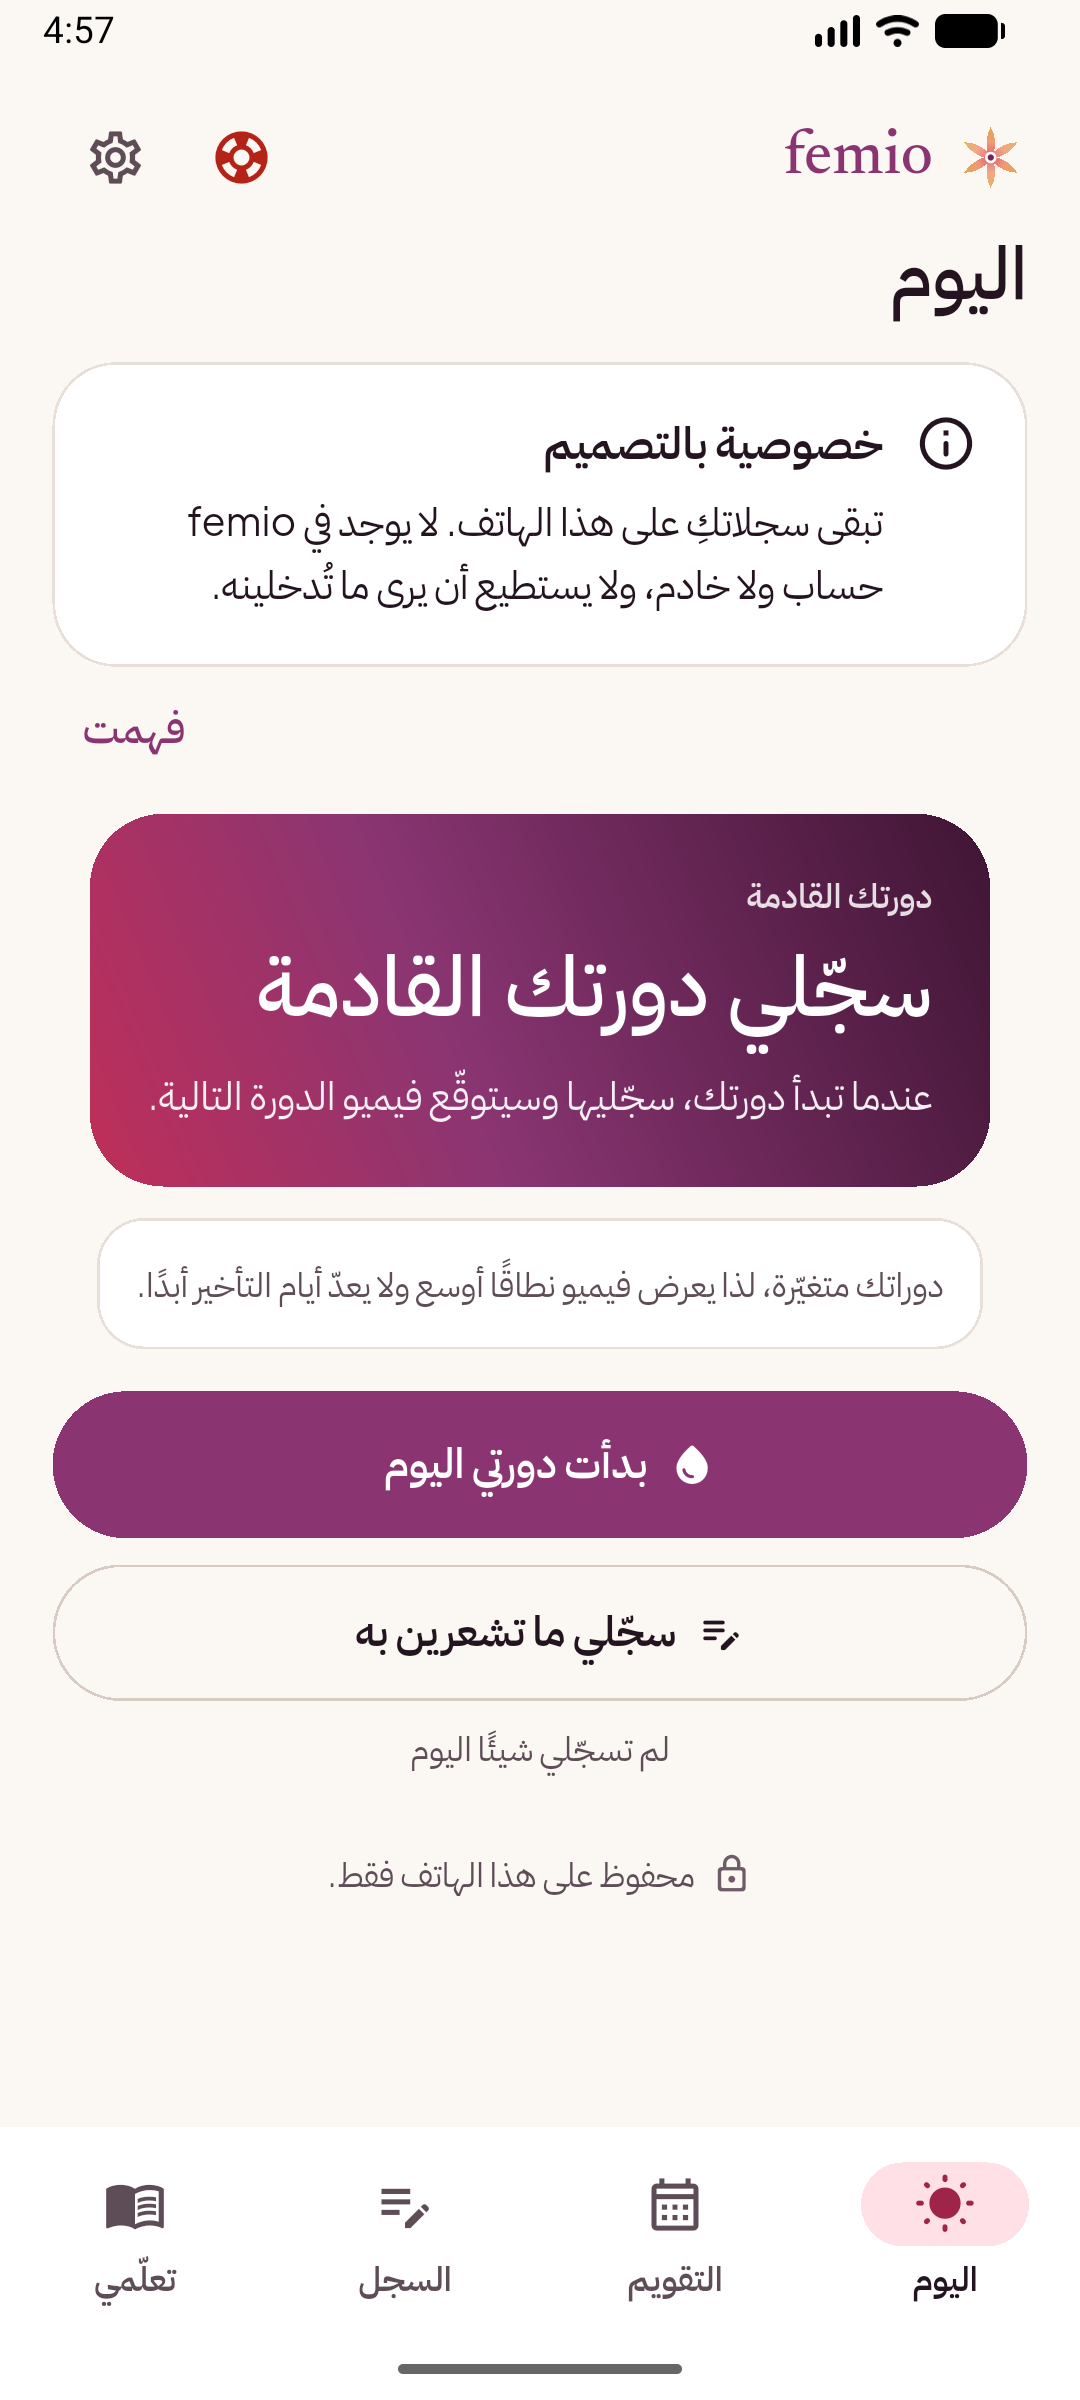 4:57
femio
اليوم
خصوصية بالتصميم
تبقى سجلاتكِ على هذا الهاتف. لا يوجد في femio
حساب ولا خادم، ولا يستطيع أن يرى ما تُدخلينه.
فهمت
دورتك القادمة
سجّلي دورتك القادمة
عندما تبدأ دورتك، سجّليها وسيتوقّع فيميو الدورة التالية.
دوراتك متغيّرة، لذا يعرض فيميو نطاقًا أوسع ولا يعدّ أيام التأخير أبدًا.
بدأت دورتي اليوم
سجّلي ما تشعرين به
لم تسجّلي شيئًا اليوم
محفوظ على هذا الهاتف فقط.
اليوم
التقويم
السجل
تعلّمي